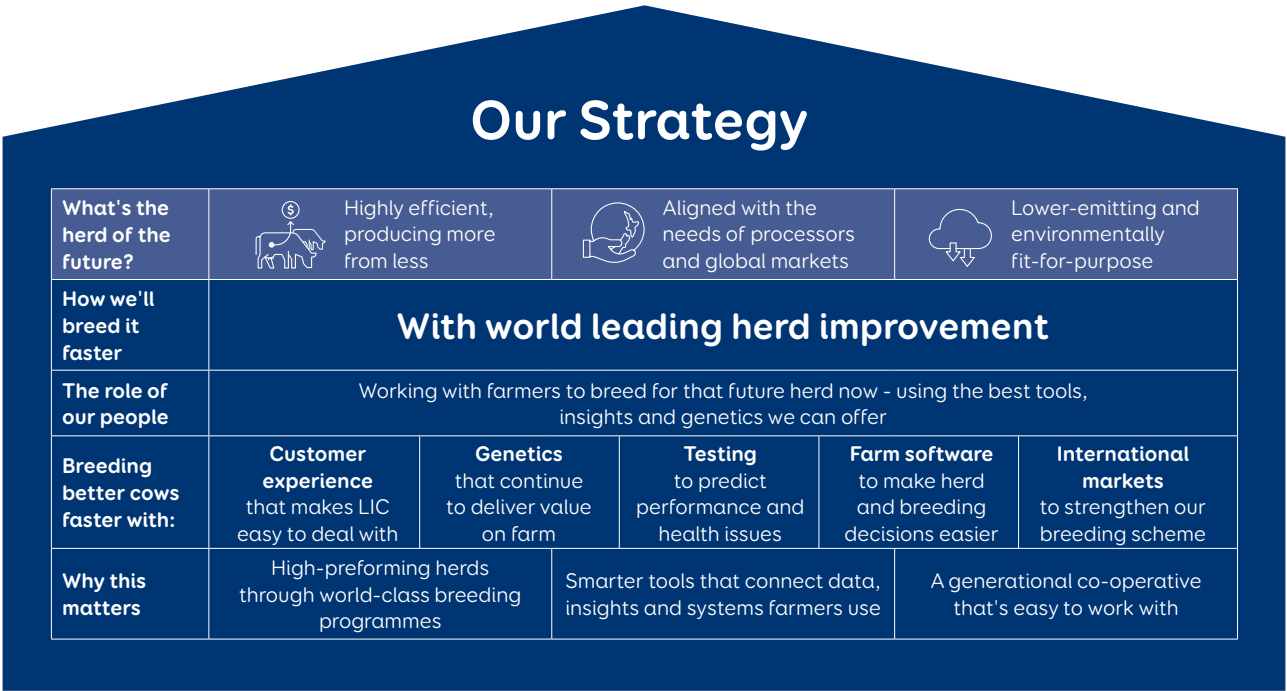 Our Strategy
What's the
herd of the
future?
$
Highly efficient,
producing more
from less
Aligned with the
needs of processors
and global markets
Lower-emitting and
environmentally
fit-for-purpose
How we'll
breed it
faster
With world leading herd improvement
The role of
our people
Working with farmers to breed for that future herd now - using the best tools,
insights and genetics we can offer
Breeding
better cows
faster with:
Customer
experience
that makes LIC
easy to deal with
Genetics
that continue
to deliver value
on farm
Testing
to predict
performance and
health issues
Farm software
to make herd
and breeding
decisions easier
International
markets
to strengthen our
breeding scheme
Why this
matters
High-preforming herds
through world-class breeding
programmes
Smarter tools that connect data,
insights and systems farmers use
A generational co-operative
that's easy to work with